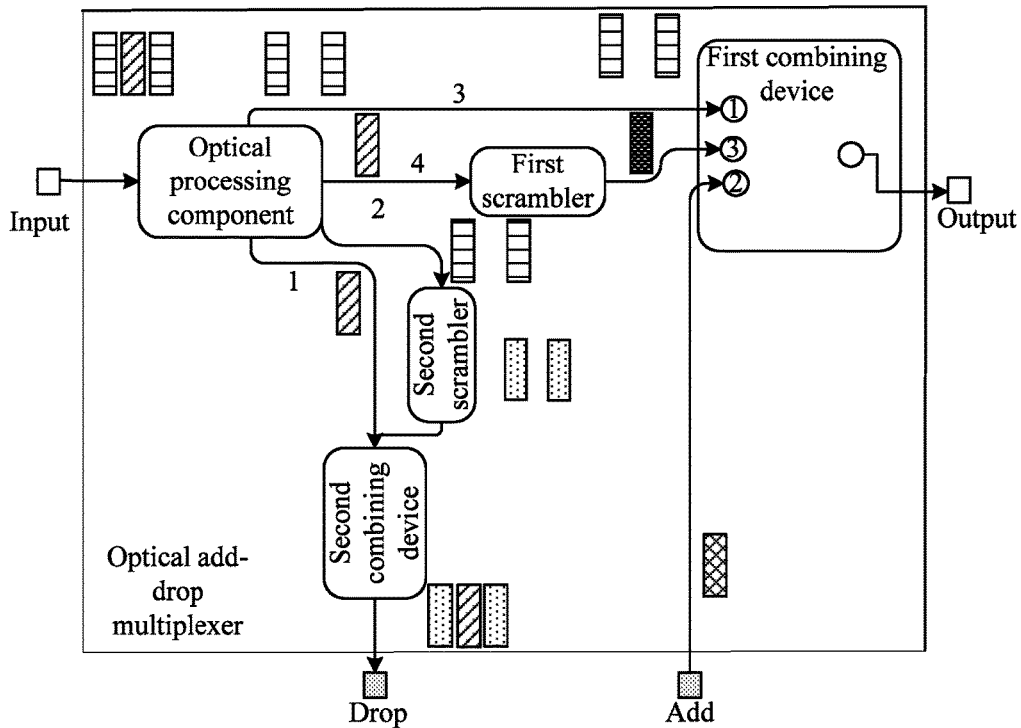 First combining
device
3
①
Optical
processing
component
4
First
scrambler
③
②
Input
Output
2
1
Second
scrambler
Second
combining
device
Optical add-
drop
multiplexer
Drop
Add